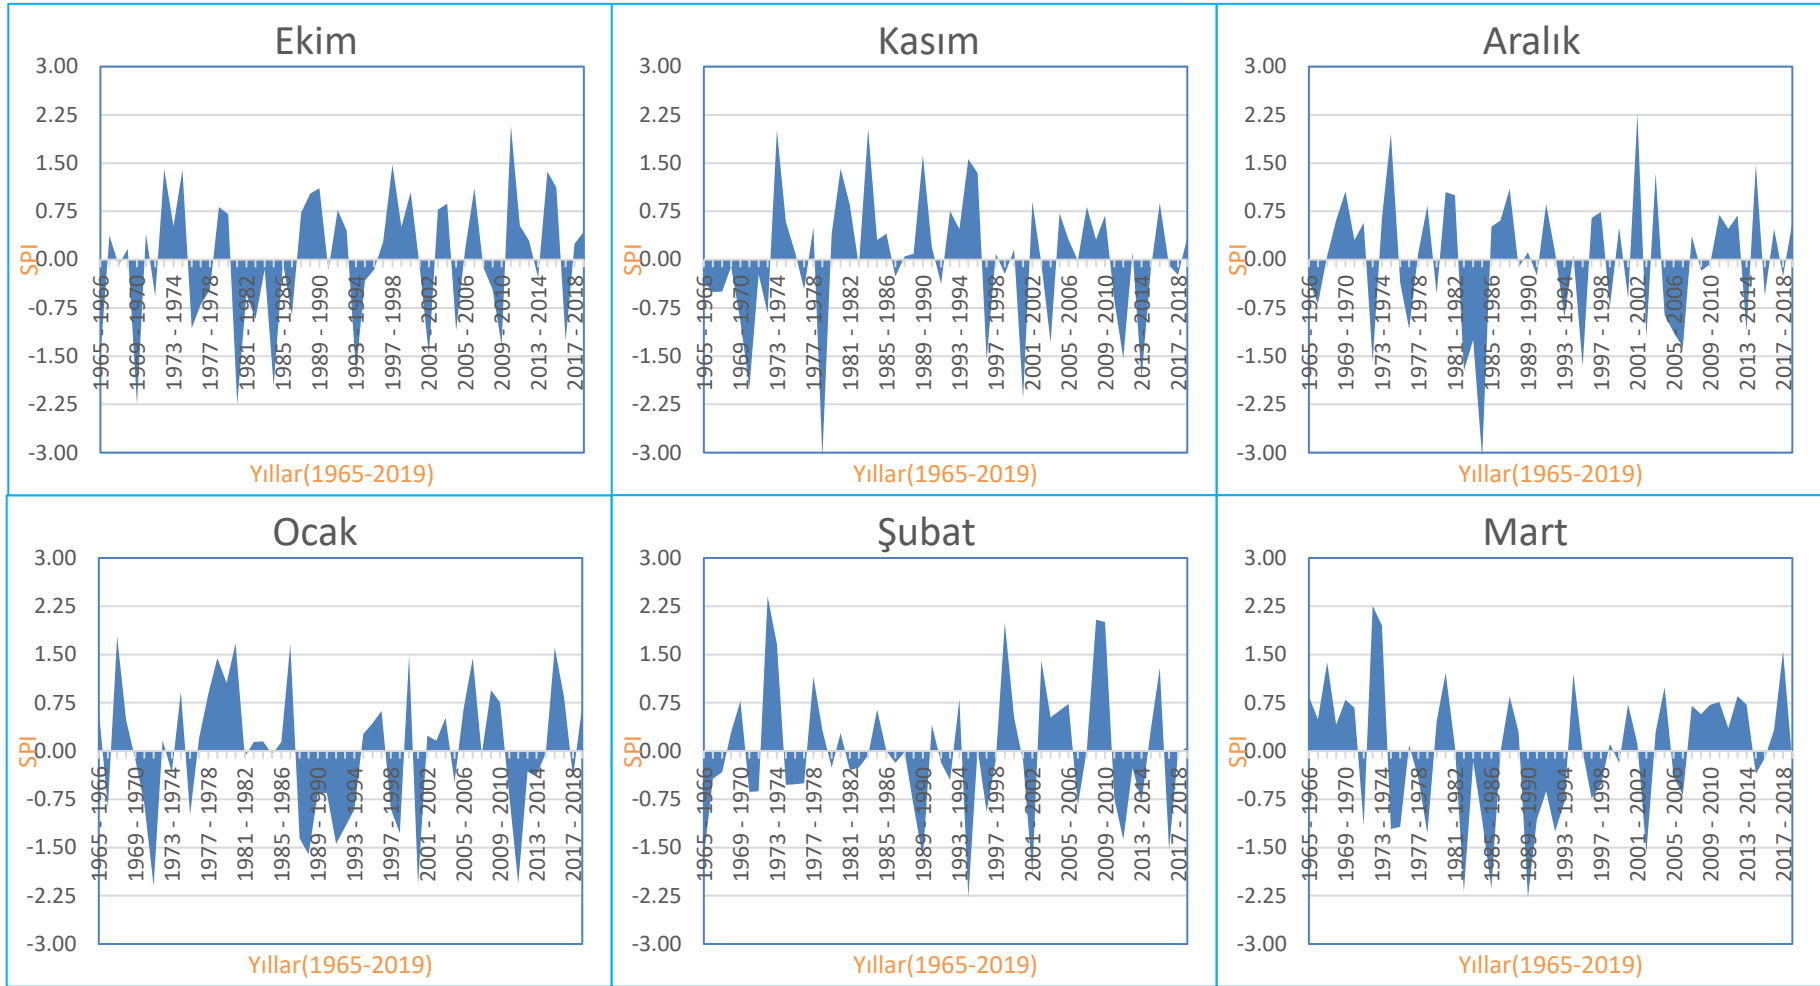 Ekim
3.00
2.25
1.50
0.75
0.00
-0.75
-1.50
-2.25
-3.00
SPI
1965 - 1966
1969 - 1970
1973 - 1974
1977 - 1978
1981 - 1982
1985 - 1986
1989 - 1990
1993 - 1994
1997 - 1998
2001 - 2002
2005 - 2006
2009 - 2010
2013 - 2014
2017 - 2018
Yıllar(1965-2019)
Kasım
3.00
2.25
1.50
0.75
0.00
-0.75
-1.50
-2.25
-3.00
SPI
1965 - 1966
1969 - 1970
1973 - 1974
1977 - 1978
1981 - 1982
1985 - 1986
1989 - 1990
1993 - 1994
1997 - 1998
2001 - 2002
2005 - 2006
2009 - 2010
2013 - 2014
2017 - 2018
Yıllar(1965-2019)
Aralık
3.00
2.25
1.50
0.75
0.00
-0.75
-1.50
-2.25
-3.00
SPI
1965 - 1966
1969 - 1970
1973 - 1974
1977 - 1978
1981 - 1982
1985 - 1986
1989 - 1990
1993 - 1994
1997 - 1998
2001 - 2002
2005 - 2006
2009 - 2010
2013 - 2014
2017 - 2018
Yıllar(1965-2019)
Ocak
3.00
2.25
1.50
0.75
0.00
-0.75
-1.50
-2.25
-3.00
SPI
1965 - 1966
1969 - 1970
1973 - 1974
1977 - 1978
1981 - 1982
1985 - 1986
1989 - 1990
1993 - 1994
1997 - 1998
2001 - 2002
2005 - 2006
2009 - 2010
2013 - 2014
2017 - 2018
Yıllar(1965-2019)
Şubat
3.00
2.25
1.50
0.75
0.00
-0.75
-1.50
-2.25
-3.00
SPI
1965 - 1966
1969 - 1970
1973 - 1974
1977 - 1978
1981 - 1982
1985 - 1986
1989 - 1990
1993 - 1994
1997 - 1998
2001 - 2002
2005 - 2006
2009 - 2010
2013 - 2014
2017 - 2018
Yıllar(1965-2019)
Mart
3.00
2.25
1.50
0.75
0.00
-0.75
-1.50
-2.25
-3.00
SPI
1965 - 1966
1969 - 1970
1973 - 1974
1977 - 1978
1981 - 1982
1985 - 1986
1989 - 1990
1993 - 1994
1997 - 1998
2001 - 2002
2005 - 2006
2009 - 2010
2013 - 2014
2017 - 2018
Yıllar(1965-2019)